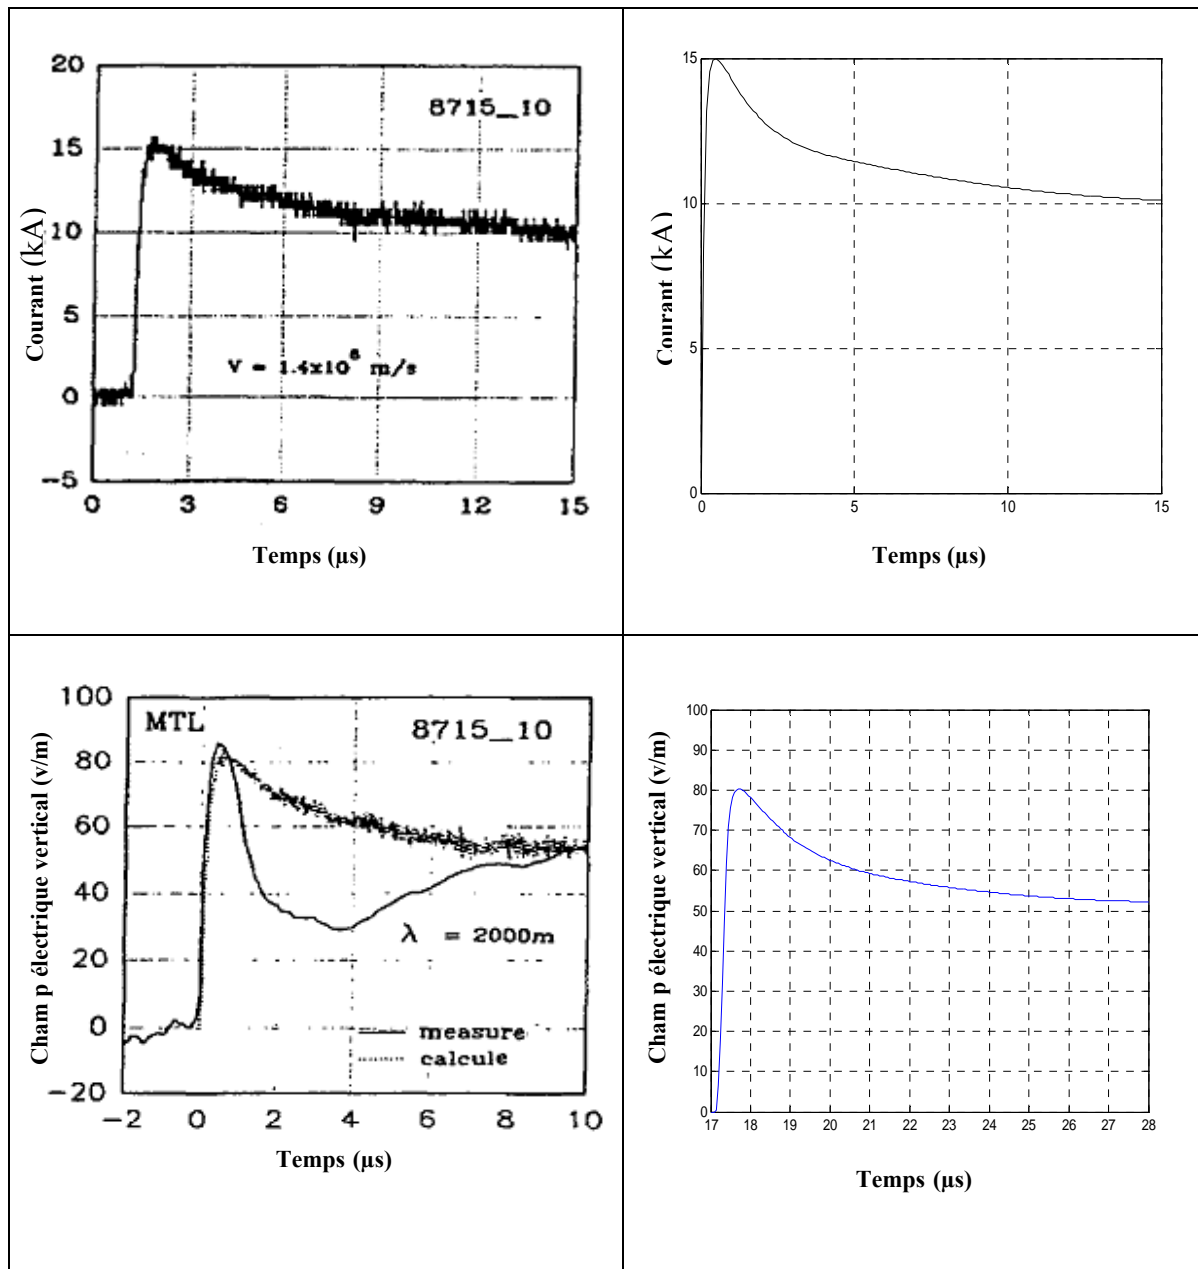 20
15
10
5
0
−5
8715_10
V = 1.4x10⁸ m/s
0 3 6 9 12 15
Courant (kA)
Temps (µs)
15
10
5
0
0 5 10 15
Courant (kA)
Temps (µs)
100
80
60
40
20
0
−20
MTL 8715_10
λ = 2000m
measure
calcule
−2 0 2 4 6 8 10
Cham p électrique vertical (v/m)
Temps (µs)
100
90
80
70
60
50
40
30
20
10
0
17 18 19 20 21 22 23 24 25 26 27 28
Cham p électrique vertical (v/m)
Temps (µs)